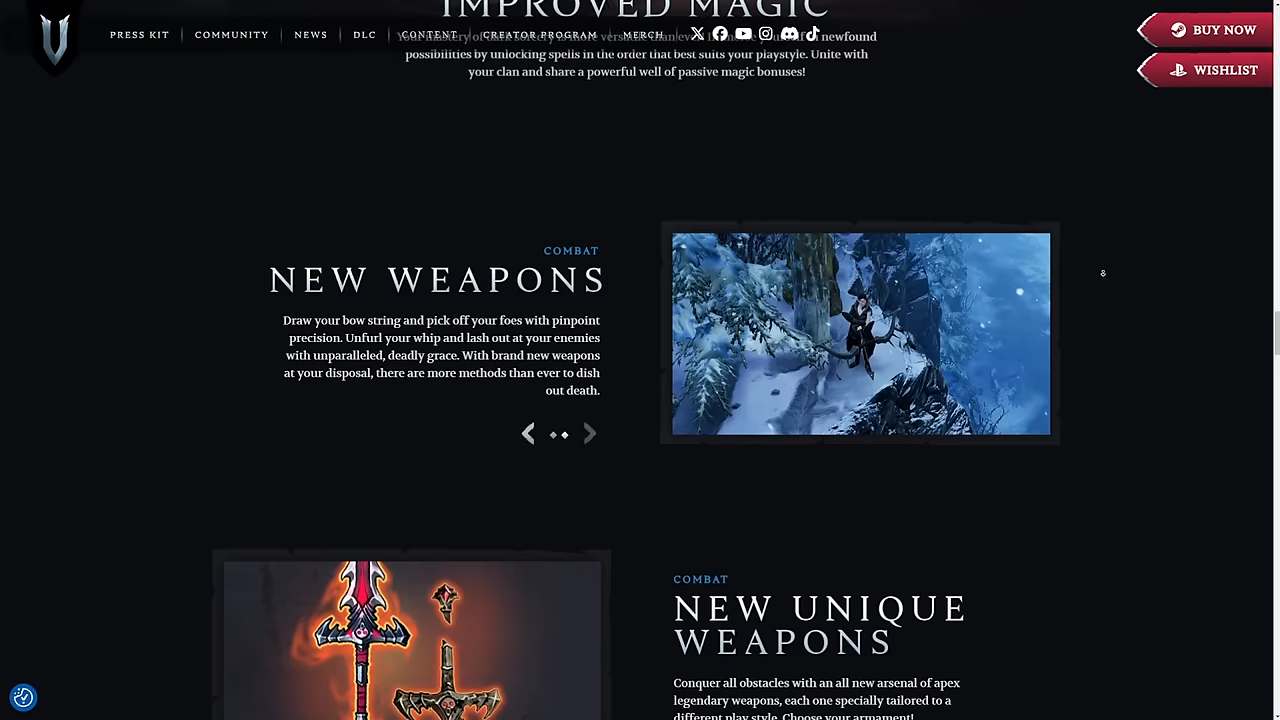 IMPROVED MAGIC
PRESS KIT
COMMUNITY
NEWS
DLC
CONTENT
CREATOR PROGRAM
MERCH
BUY NOW
WISHLIST
newfound
possibilities by unlocking spells in the order that best suits your playstyle. Unite with
your clan and share a powerful well of passive magic bonuses!
COMBAT
NEW WEAPONS
Draw your bow string and pick off your foes with pinpoint
precision. Unfurl your whip and lash out at your enemies
with unparalleled, deadly grace. With brand new weapons
at your disposal, there are more methods than ever to dish
out death.
COMBAT
NEW UNIQUE
WEAPONS
Conquer all obstacles with an all new arsenal of apex
legendary weapons, each one specially tailored to a
different play style. Choose your armament!